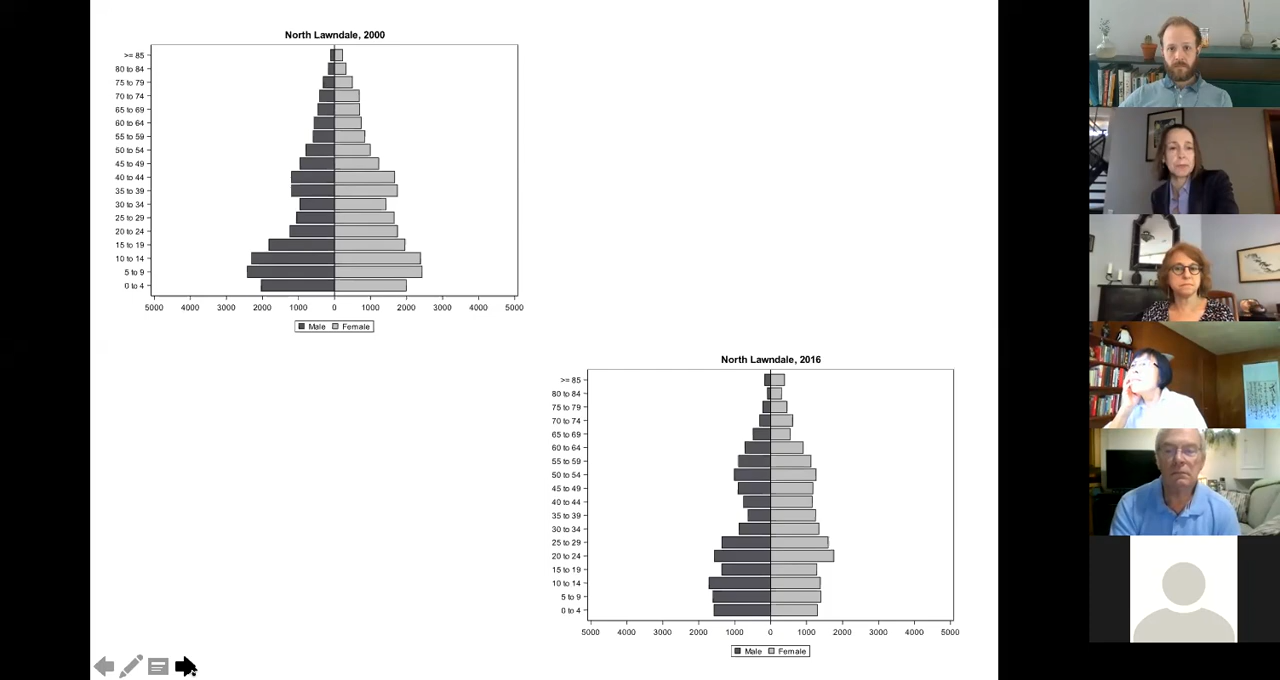 North Lawndale, 2000
>= 85
80 to 84
75 to 79
70 to 74
65 to 69
60 to 64
55 to 59
50 to 54
45 to 49
40 to 44
35 to 39
30 to 34
25 to 29
20 to 24
15 to 19
10 to 14
5 to 9
0 to 4
5000 4000 3000 2000 1000 0 1000 2000 3000 4000 5000
Male Female
North Lawndale, 2016
>= 85
80 to 84
75 to 79
70 to 74
65 to 69
60 to 64
55 to 59
50 to 54
45 to 49
40 to 44
35 to 39
30 to 34
25 to 29
20 to 24
15 to 19
10 to 14
5 to 9
0 to 4
5000 4000 3000 2000 1000 0 1000 2000 3000 4000 5000
Male Female